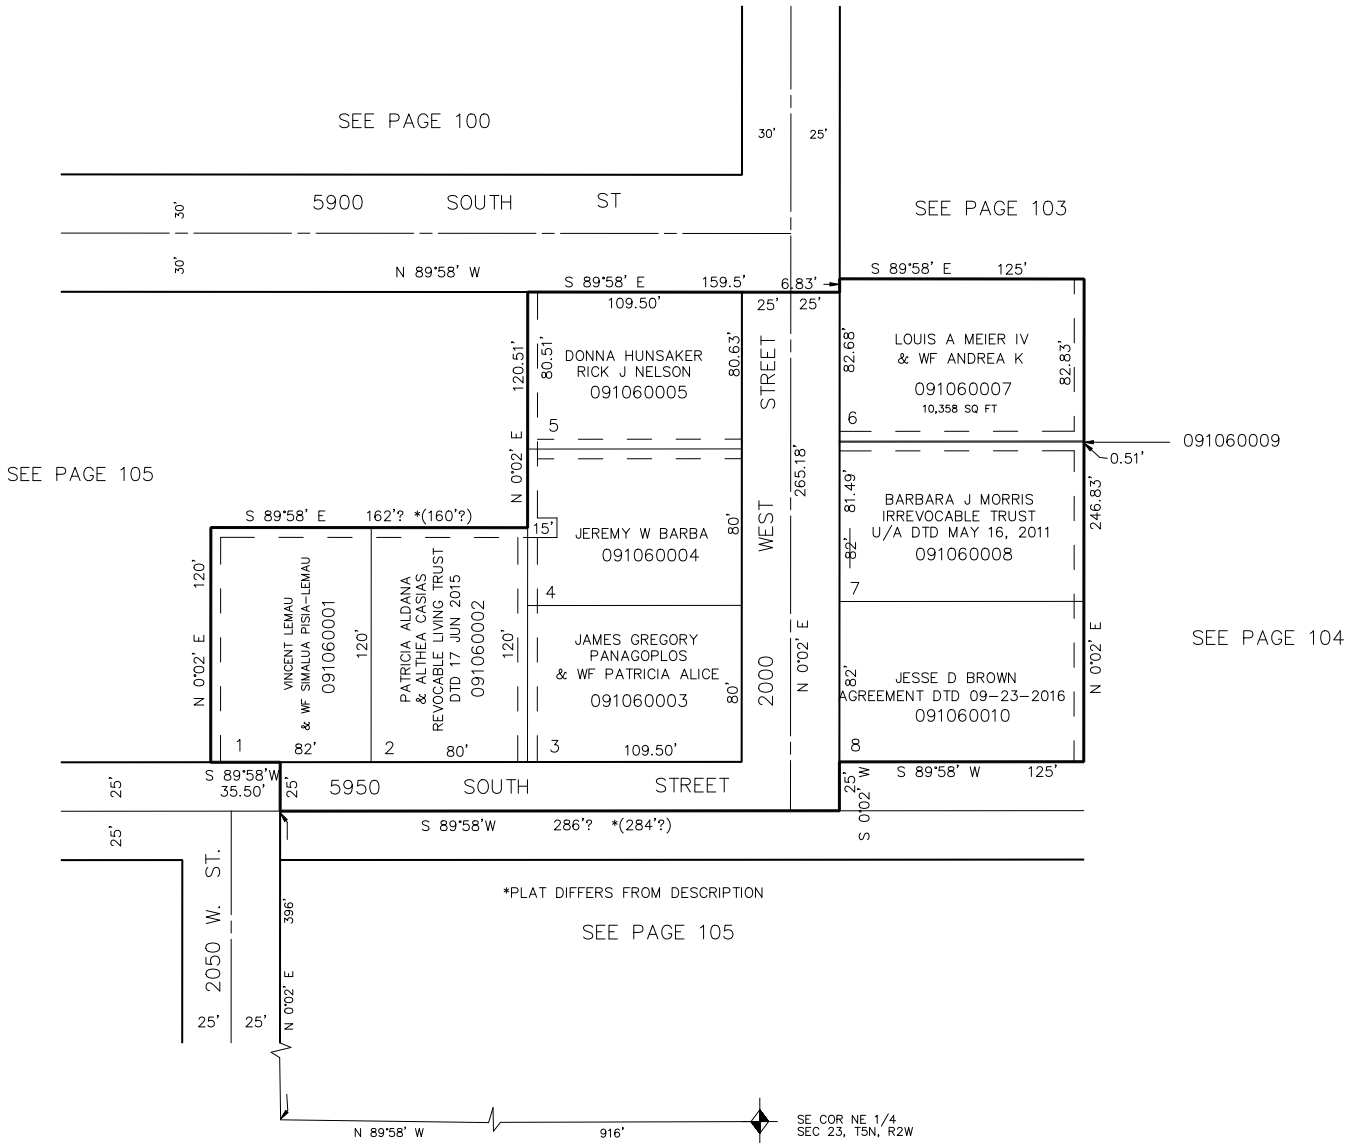 SEE PAGE 100
30'
25'
5900 SOUTH ST
30'
30'
SEE PAGE 103
N 89°58' W
S 89°58' E 159.5'
6.83'
S 89°58' E 125'
109.50'
25' 25'
120.51'
N 0°02' E
80.51'
DONNA HUNSAKER
RICK J NELSON
091060005
80.63'
5
2000 WEST STREET
265.18'
N 0°02' E
82.68'
LOUIS A MEIER IV
& WF ANDREA K
091060007
10,358 SQ FT
82.83'
6
091060009
0.51'
SEE PAGE 105
S 89°58' E 162'? *(160'?)
15'
JEREMY W BARBA
091060004
80'
4
81.49'
82'
BARBARA J MORRIS
IRREVOCABLE TRUST
U/A DTD MAY 16, 2011
091060008
246.83'
7
120'
N 0°02' E
VINCENT LEMAU
& WF SIMALUA PISIA-LEMAU
091060001
120'
1
82'
PATRICIA ALDANA
& ALTHEA CASIAS
REVOCABLE LIVING TRUST
DTD 17 JUN 2015
091060002
120'
2
80'
JAMES GREGORY
PANAGOPLOS
& WF PATRICIA ALICE
091060003
80'
3
109.50'
82'
JESSE D BROWN
AGREEMENT DTD 09-23-2016
091060010
N 0°02' E
8
SEE PAGE 104
S 89°58'W
35.50'
25'
5950 SOUTH STREET
25'
S 0°02' W
S 89°58' W 125'
25'
25'
S 89°58'W 286'? *(284'?)
*PLAT DIFFERS FROM DESCRIPTION
SEE PAGE 105
2050 W. ST.
396'
N 0°02' E
25' 25'
N 89°58' W 916'
SE COR NE 1/4
SEC 23, T5N, R2W